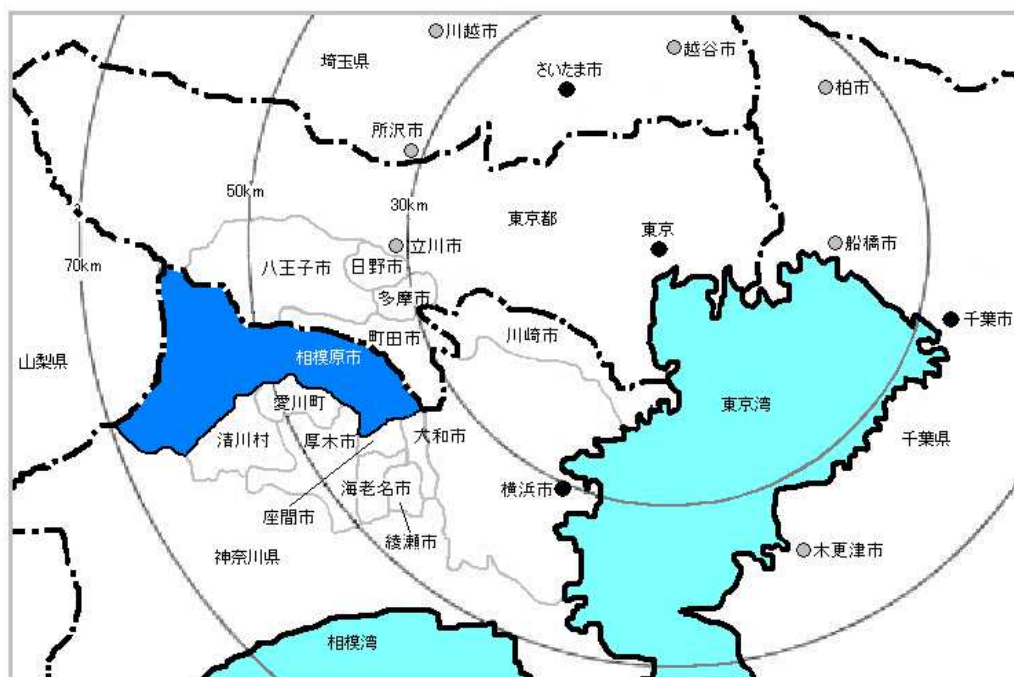 川越市
越谷市
埼玉県
さいたま市
柏市
所沢市
50km
30km
東京都
東京
立川市
船橋市
八王子市
日野市
70km
多摩市
千葉市
町田市
川崎市
山梨県
相模原市
愛川町
東京湾
清川村
厚木市
大和市
千葉県
海老名市
横浜市
座間市
綾瀬市
神奈川県
木更津市
相模湾